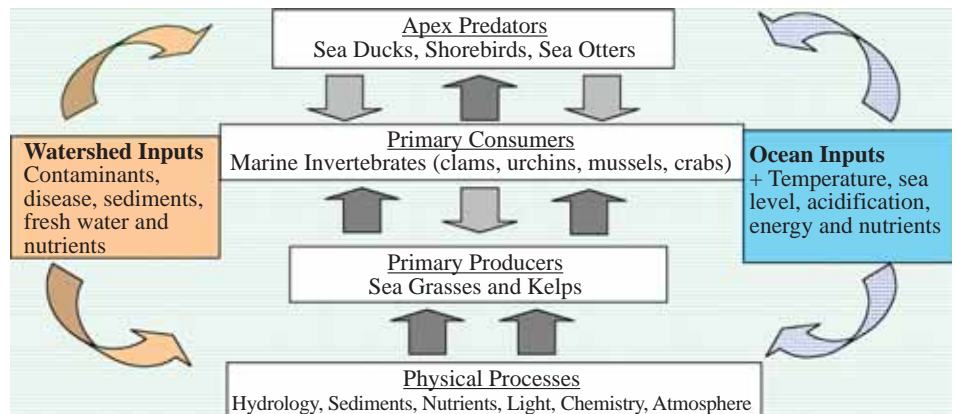 Apex Predators
Sea Ducks, Shorebirds, Sea Otters
Primary Consumers
Marine Invertebrates (clams, urchins, mussels, crabs)
Watershed Inputs
Contaminants,
disease, sediments,
fresh water and
nutrients
Ocean Inputs
+ Temperature, sea
level, acidification,
energy and nutrients
Primary Producers
Sea Grasses and Kelps
Physical Processes
Hydrology, Sediments, Nutrients, Light, Chemistry, Atmosphere